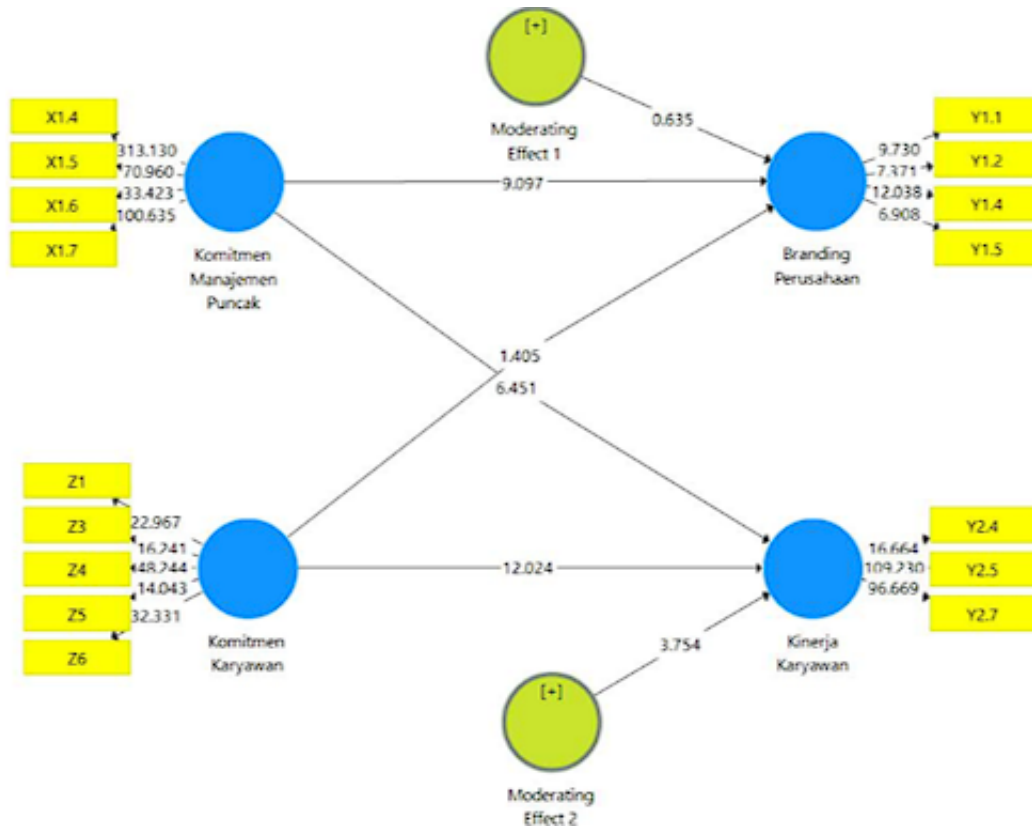 [+]
Moderating
Effect 1
0.635
X1.4
X1.5
X1.6
X1.7
313.130
70.960
33.423
100.635
Komitmen
Manajemen
Puncak
9.097
Y1.1
Y1.2
Y1.4
Y1.5
9.730
7.371
12.038
6.908
Branding
Perusahaan
1.405
6.451
Z1
Z3
Z4
Z5
Z6
22.967
16.241
48.244
14.043
32.331
Komitmen
Karyawan
12.024
Y2.4
Y2.5
Y2.7
16.664
109.230
96.669
Kinerja
Karyawan
3.754
[+]
Moderating
Effect 2